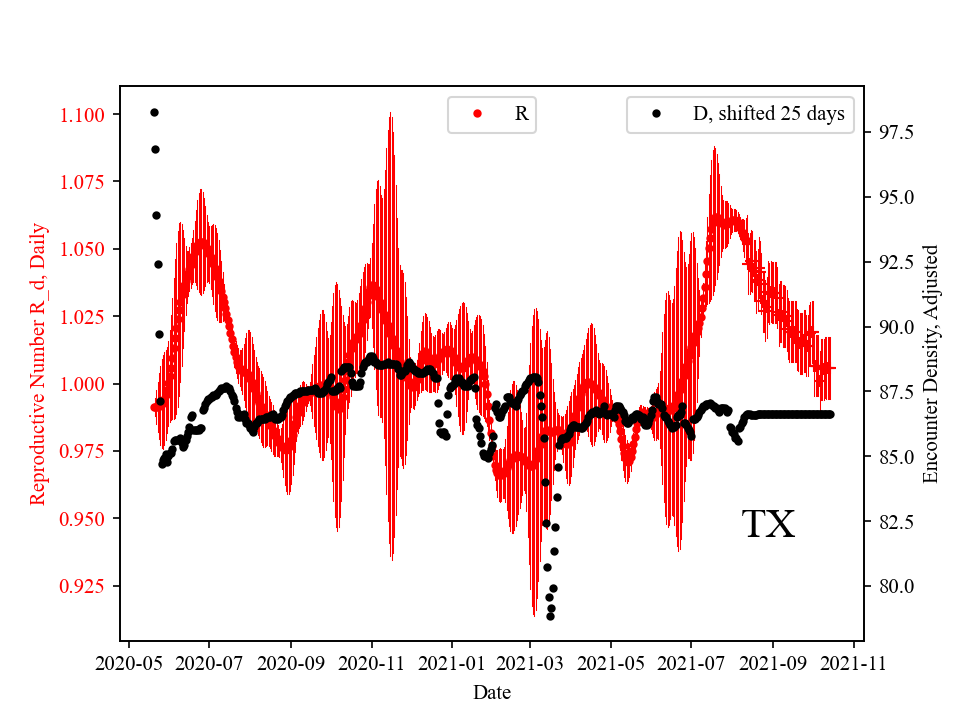 R
D, shifted 25 days
1.100
1.075
1.050
1.025
1.000
0.975
0.950
0.925
Reproductive Number R_d, Daily
97.5
95.0
92.5
90.0
87.5
85.0
82.5
80.0
Encounter Density, Adjusted
TX
2020-05 2020-07 2020-09 2020-11 2021-01 2021-03 2021-05 2021-07 2021-09 2021-11
Date